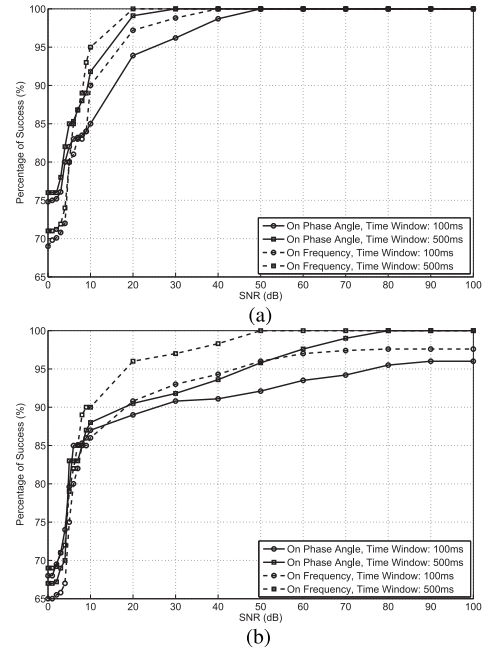 Percentage of Success (%)
100
95
90
85
80
75
70
65
On Phase Angle, Time Window: 100ms
On Phase Angle, Time Window: 500ms
On Frequency, Time Window: 100ms
On Frequency, Time Window: 500ms
0 10 20 30 40 50 60 70 80 90 100
SNR (dB)
(a)
Percentage of Success (%)
100
95
90
85
80
75
70
65
On Phase Angle, Time Window: 100ms
On Phase Angle, Time Window: 500ms
On Frequency, Time Window: 100ms
On Frequency, Time Window: 500ms
0 10 20 30 40 50 60 70 80 90 100
SNR (dB)
(b)